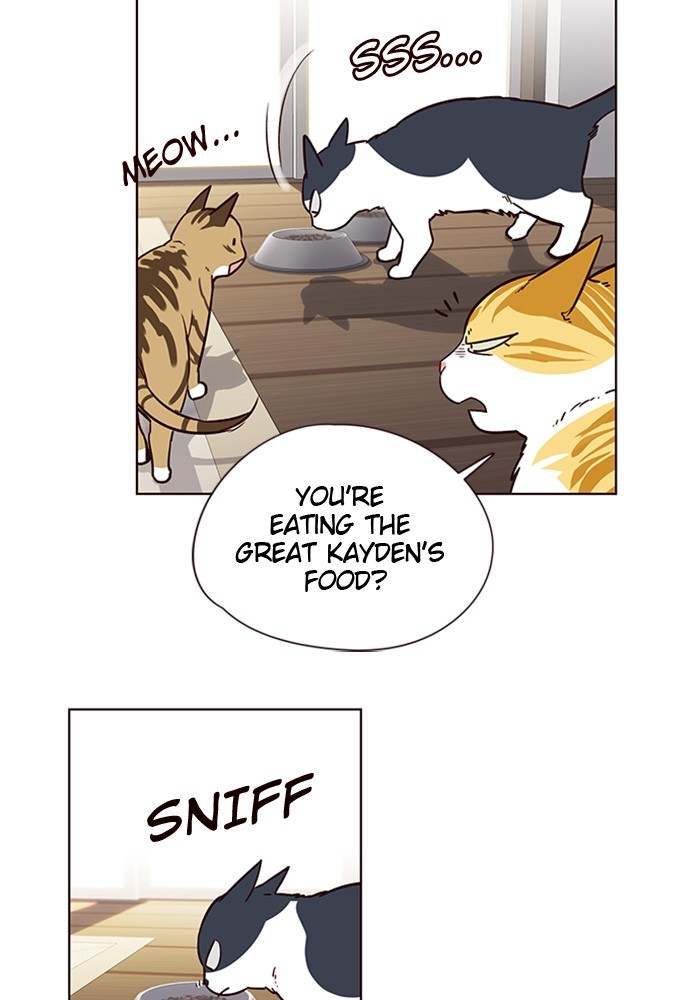 SSS...
MEOW...
YOU'RE
EATING THE
GREAT KAYDEN'S
FOOD?
SNIFF